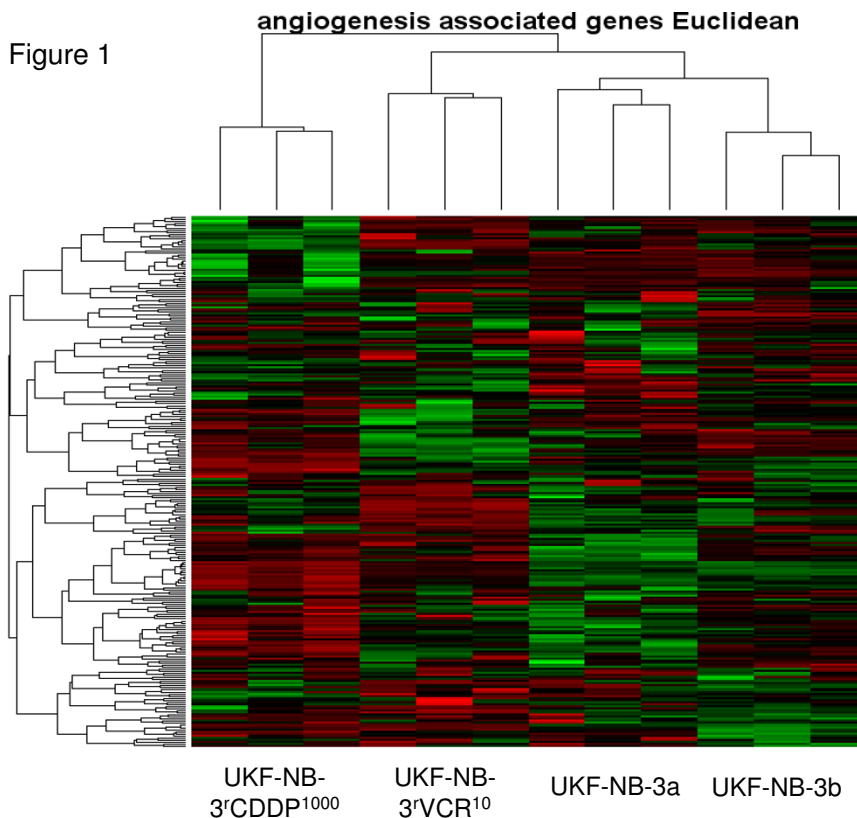 angiogenesis associated genes Euclidean
Figure 1
UKF-NB-
3ʳCDDP¹⁰⁰⁰
UKF-NB-
3ʳVCR¹⁰
UKF-NB-3a
UKF-NB-3b